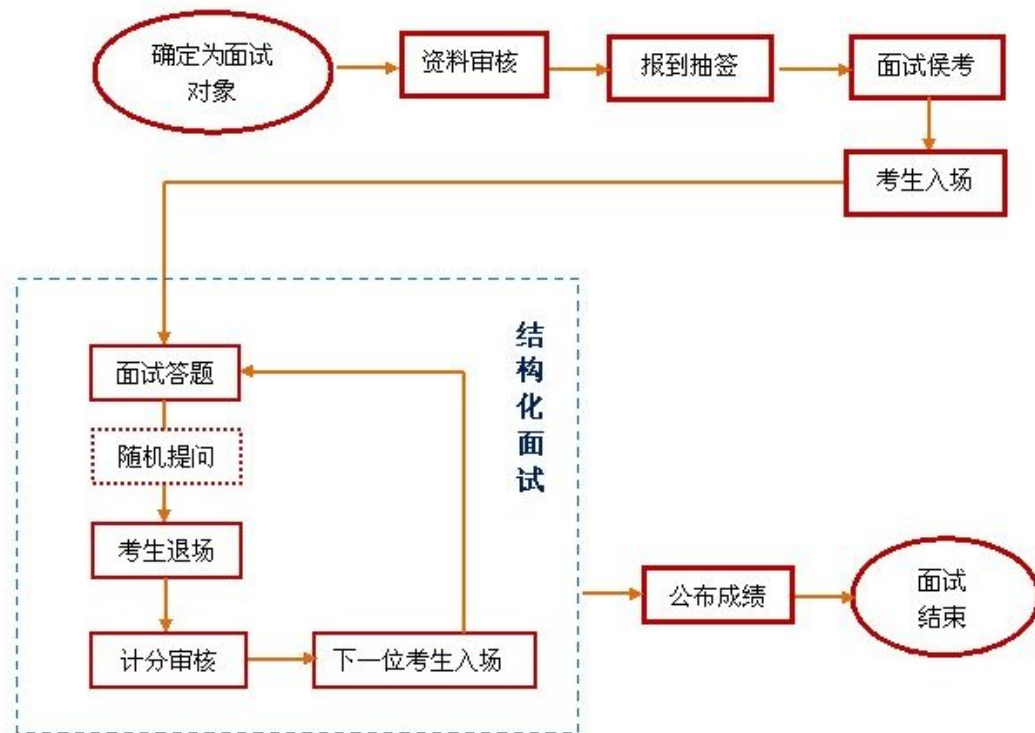 确定为面试
对象
资料审核
报到抽签
面试侯考
考生入场
结构化面试
面试答题
随机提问
考生退场
计分审核
下一位考生入场
公布成绩
面试
结束